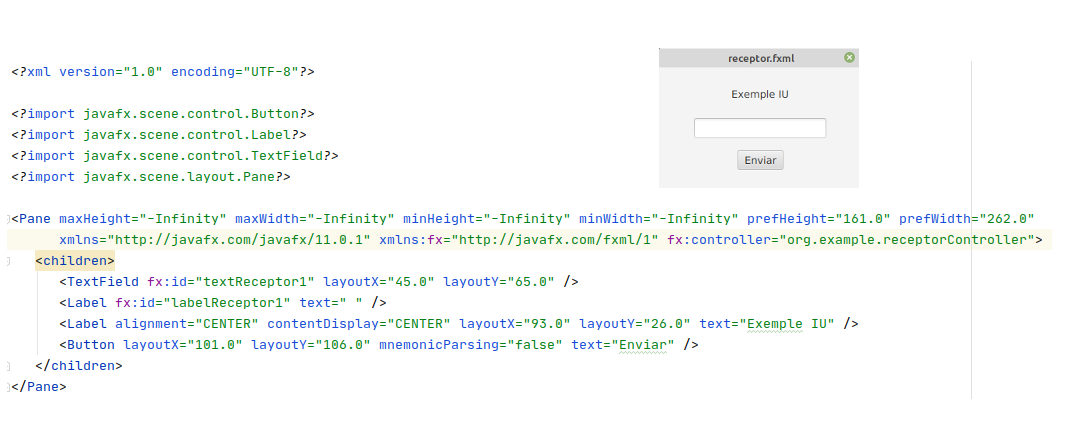 <?xml version="1.0" encoding="UTF-8"?>
<?import javafx.scene.control.Button?>
<?import javafx.scene.control.Label?>
<?import javafx.scene.control.TextField?>
<?import javafx.scene.layout.Pane?>
<Pane maxHeight="-Infinity" maxWidth="-Infinity" minHeight="-Infinity" minWidth="-Infinity" prefHeight="161.0" prefWidth="262.0"
xmlns="http://javafx.com/javafx/11.0.1" xmlns:fx="http://javafx.com/fxml/1" fx:controller="org.example.receptorController">
<children>
<TextField fx:id="textReceptor1" layoutX="45.0" layoutY="65.0" />
<Label fx:id="labelReceptor1" text=" " />
<Label alignment="CENTER" contentDisplay="CENTER" layoutX="93.0" layoutY="26.0" text="Exemple IU" />
<Button layoutX="101.0" layoutY="106.0" mnemonicParsing="false" text="Enviar" />
</children>
</Pane>
receptor.fxml
Exemple IU
Enviar